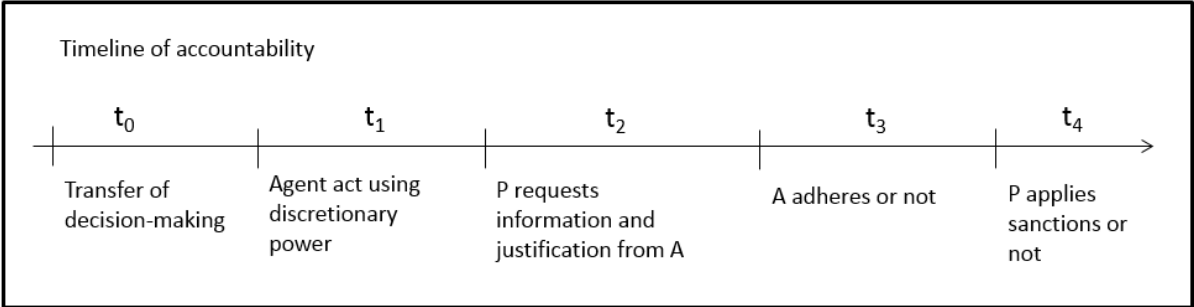 Timeline of accountability
t₀ t₁ t₂ t₃ t₄
Transfer of
decision-making
Agent act using
discretionary
power
P requests
information and
justification from A
A adheres or not
P applies
sanctions or
not